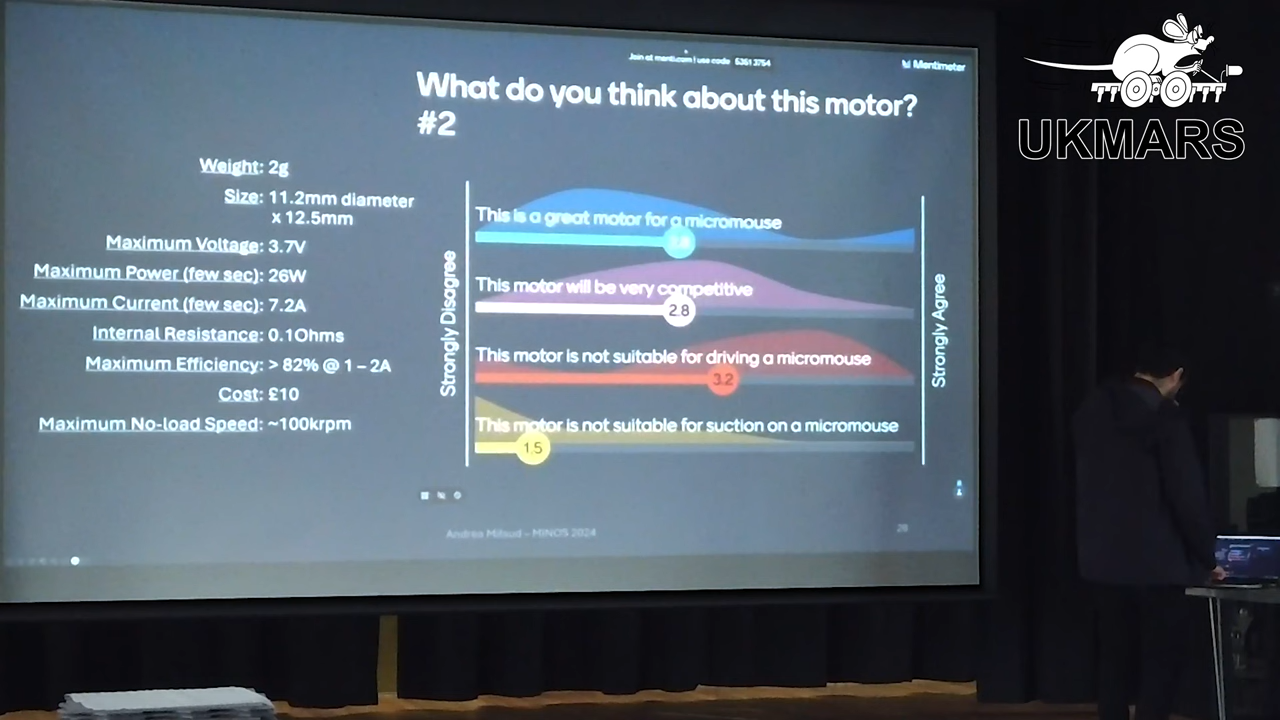 Join at menti.com | use code 5361 3754
Mentimeter
What do you think about this motor?
#2
UKMARS
Weight: 2g
Size: 11.2mm diameter
x 12.5mm
Maximum Voltage: 3.7V
Maximum Power (few sec): 26W
Maximum Current (few sec): 7.2A
Internal Resistance: 0.1Ohms
Maximum Efficiency: > 82% @ 1 – 2A
Cost: £10
Maximum No-load Speed: ~100krpm
Strongly Disagree
This is a great motor for a micromouse
This motor will be very competitive
2.8
This motor is not suitable for driving a micromouse
3.2
This motor is not suitable for suction on a micromouse
1.5
Strongly Agree
Andrea Mifsud – MINOS 2024
28